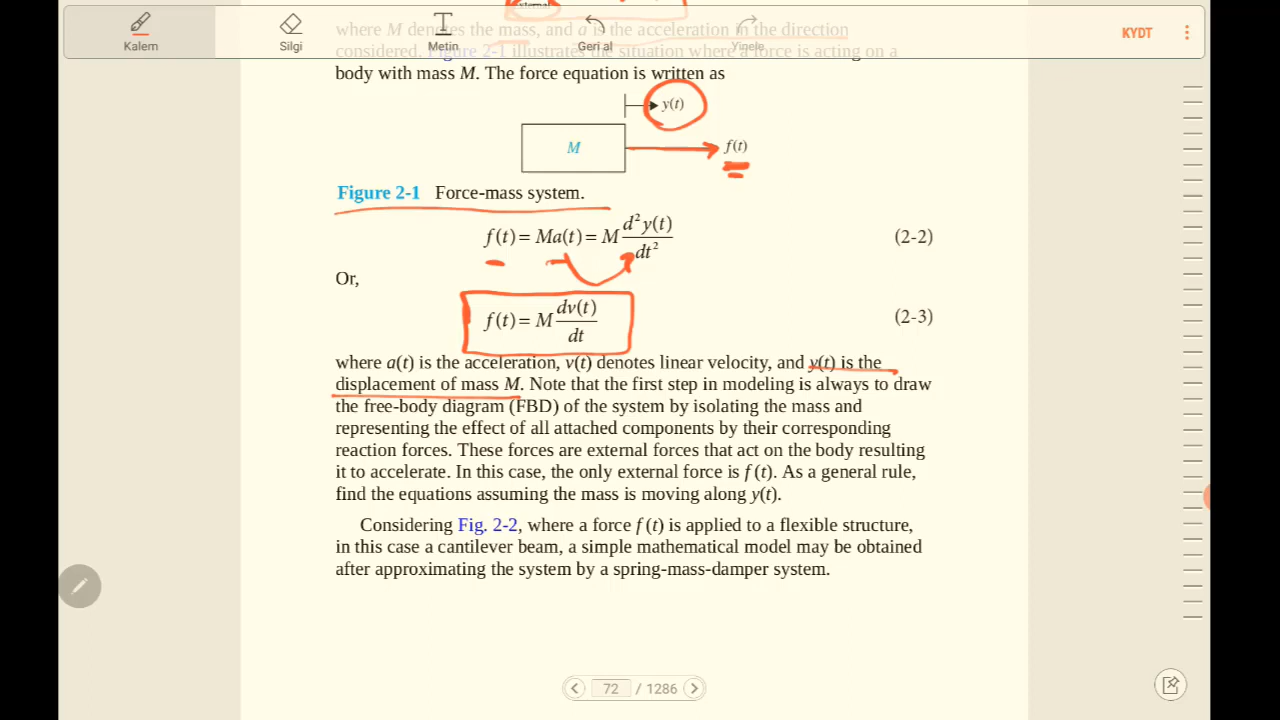 Kalem Silgi Metin Geri al Yinele KYDT
external
where M denotes the mass, and a is the acceleration in the direction
considered. Figure 2-1 illustrates the situation where a force is acting on a
body with mass M. The force equation is written as
y(t)
M
f(t)
Figure 2-1 Force-mass system.
f(t) = Ma(t) = M d²y(t)/dt² (2-2)
Or,
f(t) = M dv(t)/dt (2-3)
where a(t) is the acceleration, v(t) denotes linear velocity, and y(t) is the
displacement of mass M. Note that the first step in modeling is always to draw
the free-body diagram (FBD) of the system by isolating the mass and
representing the effect of all attached components by their corresponding
reaction forces. These forces are external forces that act on the body resulting
it to accelerate. In this case, the only external force is f (t). As a general rule,
find the equations assuming the mass is moving along y(t).
Considering Fig. 2-2, where a force f (t) is applied to a flexible structure,
in this case a cantilever beam, a simple mathematical model may be obtained
after approximating the system by a spring-mass-damper system.
72 / 1286